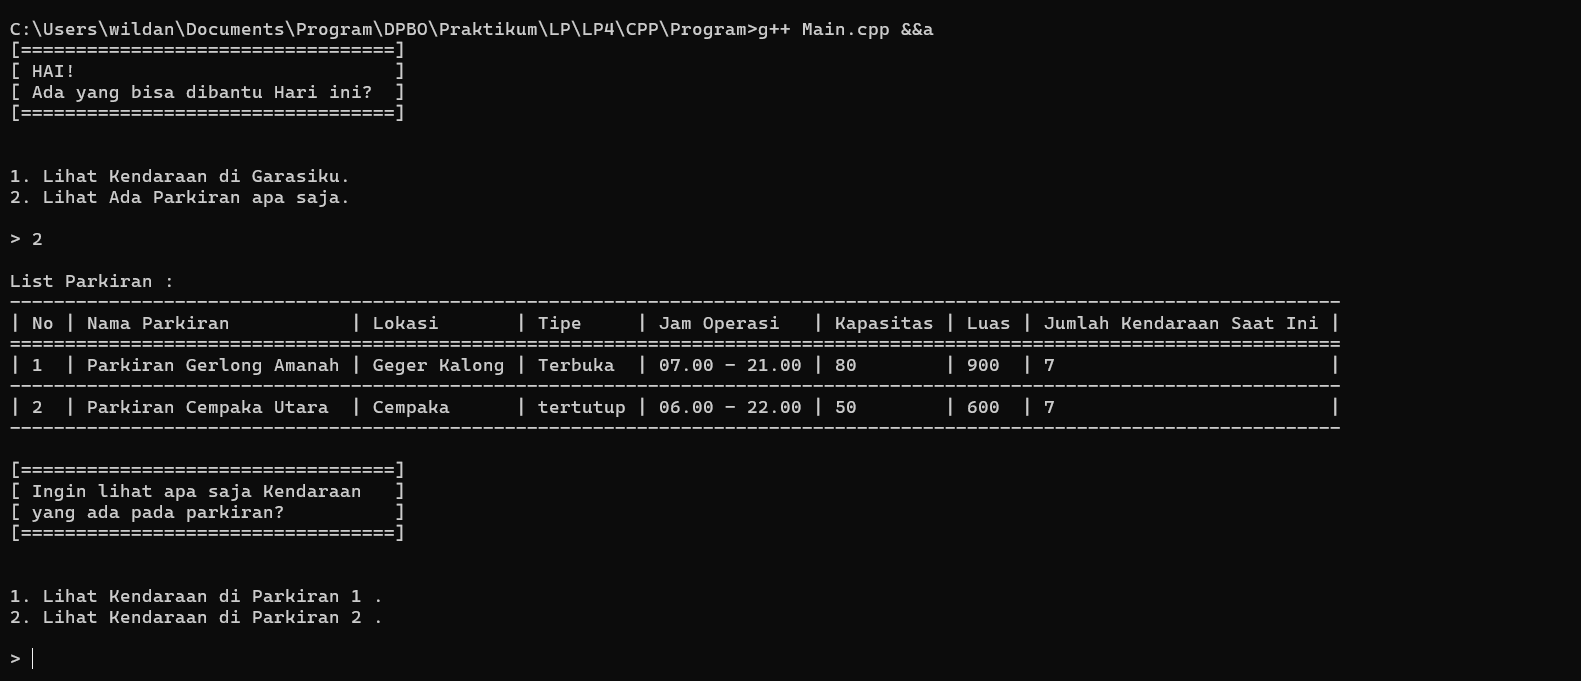 C:\Users\wildan\Documents\Program\DPBO\Praktikum\LP\LP4\CPP\Program>g++ Main.cpp &&a
[==================================]
[ HAI!                             ]
[ Ada yang bisa dibantu Hari ini?  ]
[==================================]
1. Lihat Kendaraan di Garasiku.
2. Lihat Ada Parkiran apa saja.
> 2
List Parkiran :
-------------------------------------------------------------------------------------------------------------------------
| No | Nama Parkiran           | Lokasi       | Tipe     | Jam Operasi   | Kapasitas | Luas | Jumlah Kendaraan Saat Ini |
=========================================================================================================================
| 1  | Parkiran Gerlong Amanah | Geger Kalong | Terbuka  | 07.00 - 21.00 | 80        | 900  | 7                         |
-------------------------------------------------------------------------------------------------------------------------
| 2  | Parkiran Cempaka Utara  | Cempaka      | tertutup | 06.00 - 22.00 | 50        | 600  | 7                         |
-------------------------------------------------------------------------------------------------------------------------
[==================================]
[ Ingin lihat apa saja Kendaraan   ]
[ yang ada pada parkiran?          ]
[==================================]
1. Lihat Kendaraan di Parkiran 1 .
2. Lihat Kendaraan di Parkiran 2 .
>